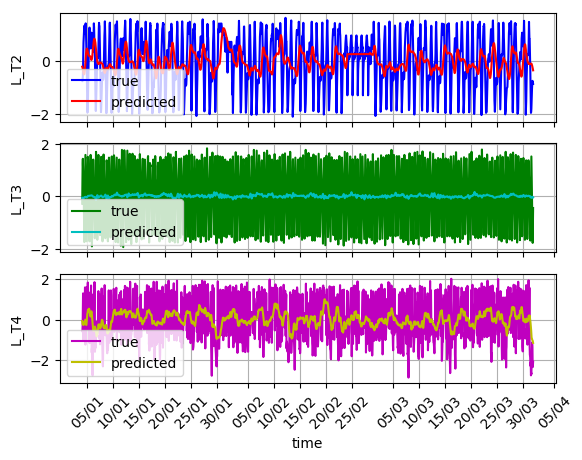 L_T2
0
−2
true
predicted
L_T3
2
0
−2
true
predicted
L_T4
2
0
−2
true
predicted
05/01
10/01
15/01
20/01
25/01
30/01
05/02
10/02
15/02
20/02
25/02
05/03
10/03
15/03
20/03
25/03
30/03
05/04
time